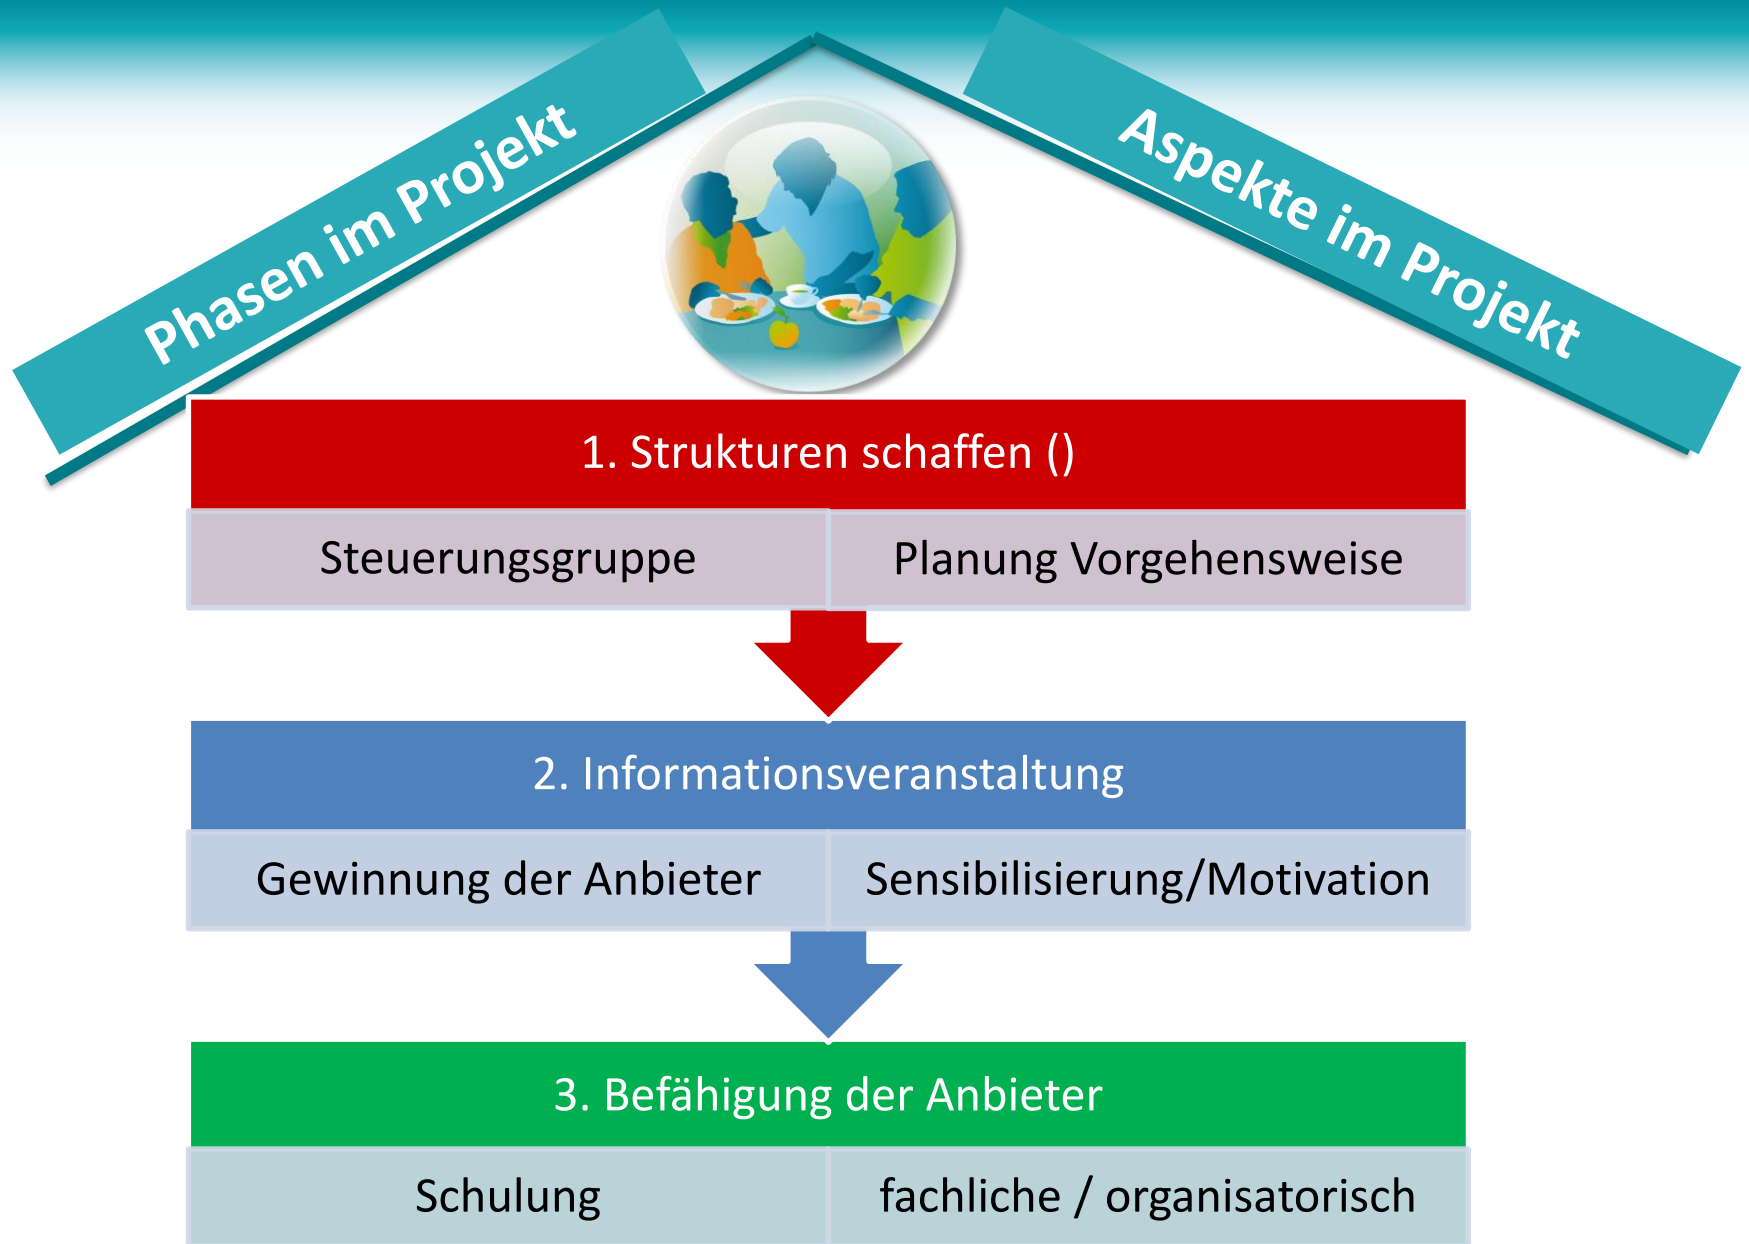 Phasen im Projekt
Aspekte im Projekt
1. Strukturen schaffen ()
Steuerungsgruppe
Planung Vorgehensweise
2. Informationsveranstaltung
Gewinnung der Anbieter
Sensibilisierung/Motivation
3. Befähigung der Anbieter
Schulung
fachliche / organisatorisch